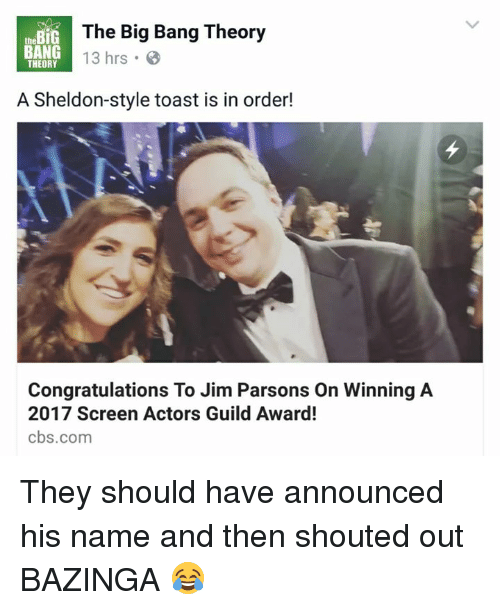 the BiG
BANG
THEORY
The Big Bang Theory
13 hrs ·
A Sheldon-style toast is in order!
Congratulations To Jim Parsons On Winning A
2017 Screen Actors Guild Award!
cbs.com
They should have announced
his name and then shouted out
BAZINGA 😂